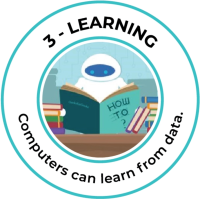 3 - LEARNING
HOW
TO
?
Computers can learn from data.